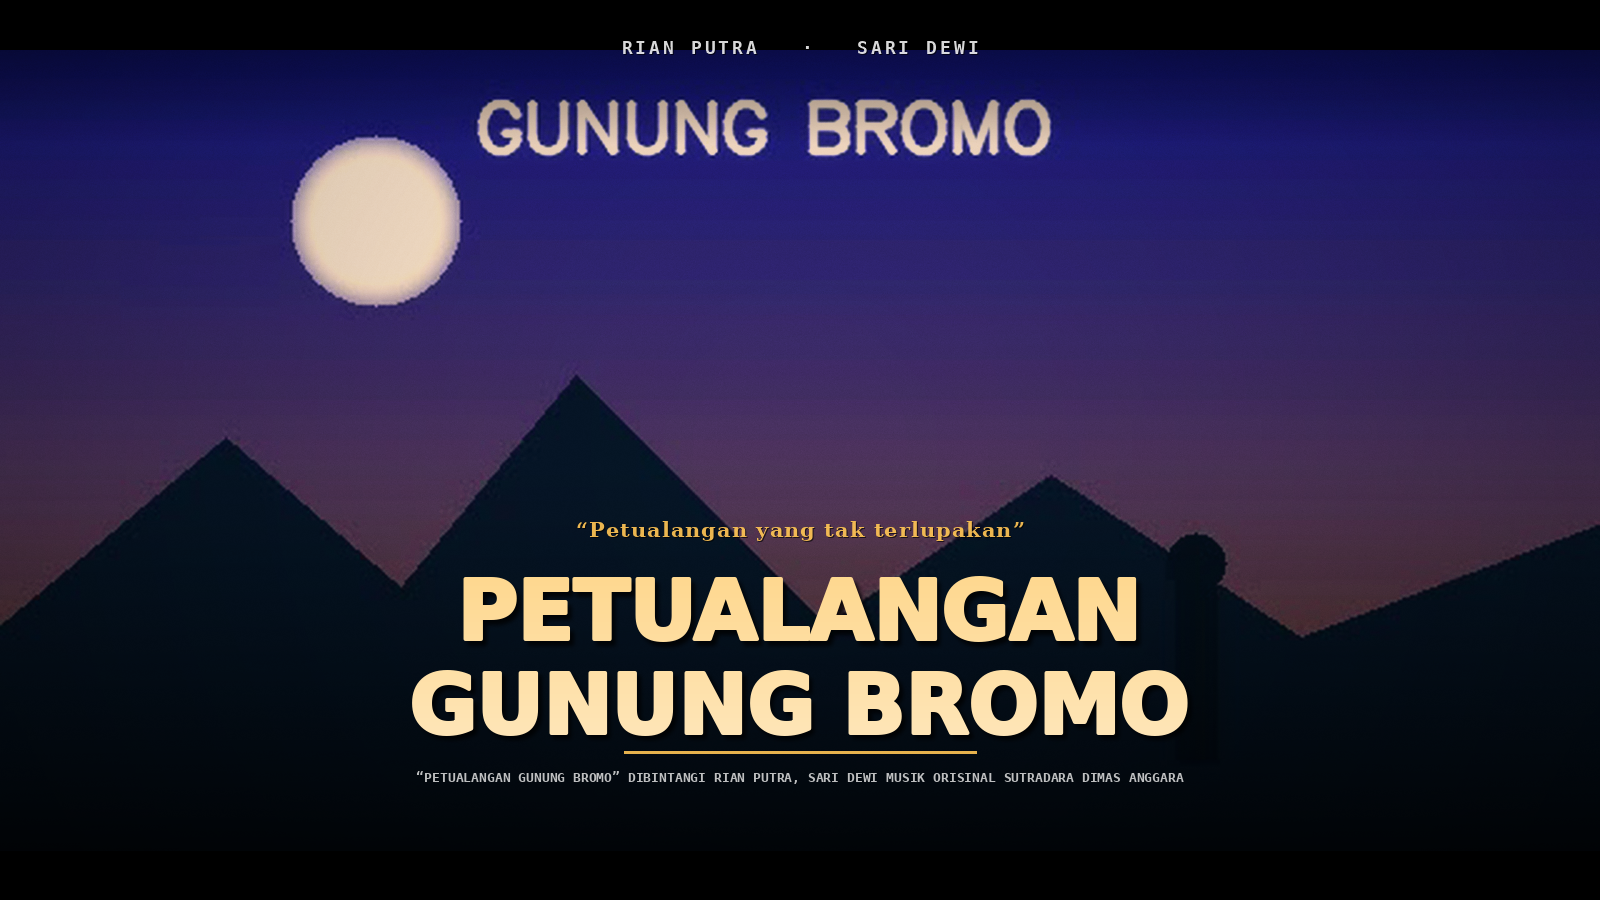 RIAN PUTRA · SARI DEWI
GUNUNG BROMO
“Petualangan yang tak terlupakan”
PETUALANGAN
GUNUNG BROMO
“PETUALANGAN GUNUNG BROMO” DIBINTANGI RIAN PUTRA, SARI DEWI MUSIK ORISINAL SUTRADARA DIMAS ANGGARA